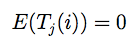 E(T_j(i)) = 0